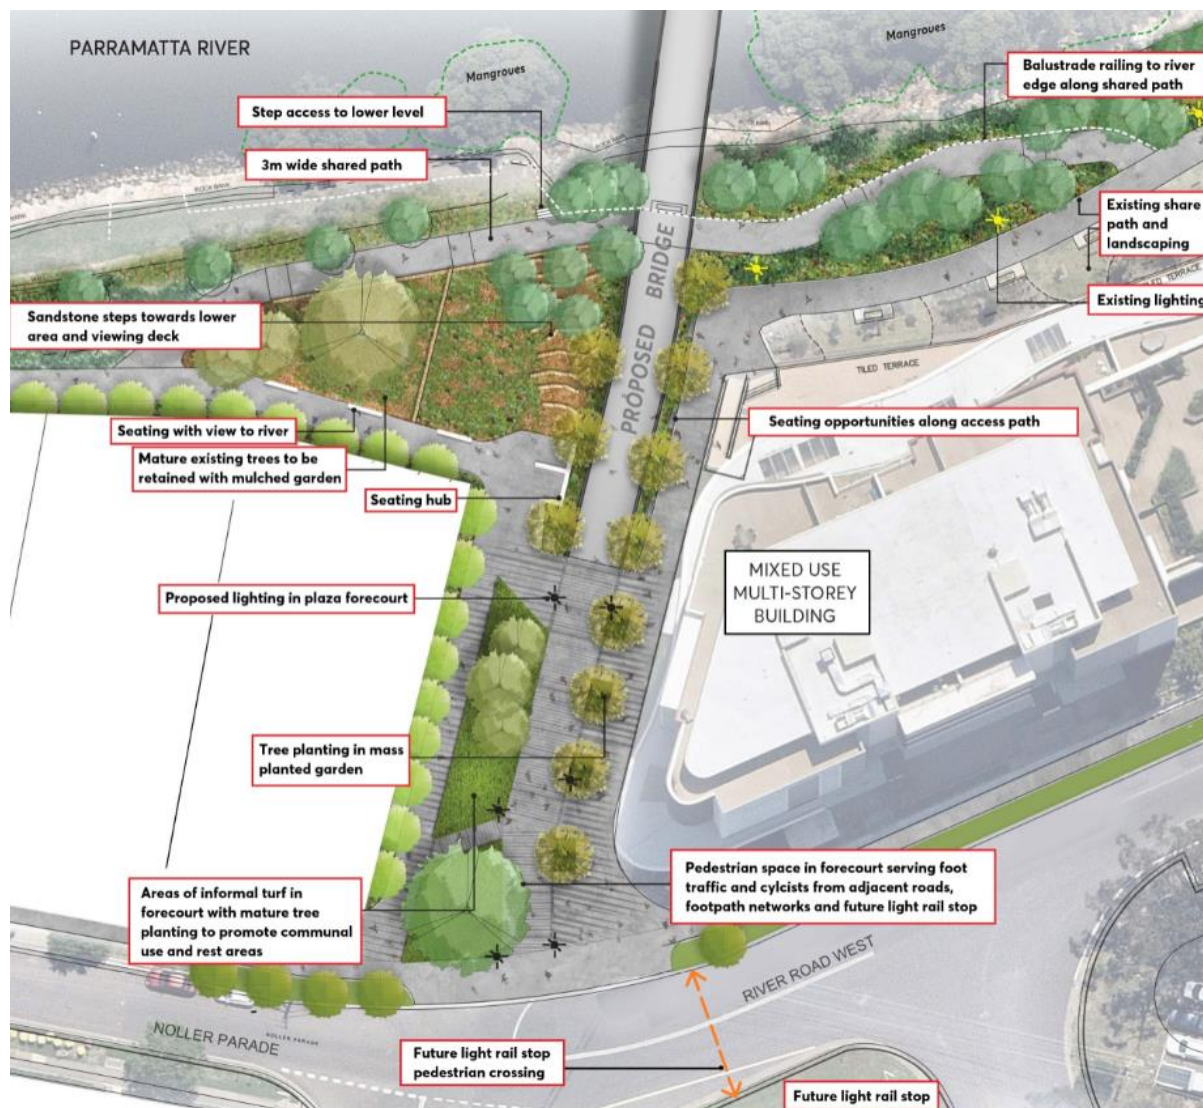 PARRAMATTA RIVER
Mangroves
Mangroves
Balustrade railing to river
edge along shared path
Step access to lower level
3m wide shared path
ROCK BANK
Existing share
path and
landscaping
PROPOSED BRIDGE
TILED TERRACE
Existing lighting
Sandstone steps towards lower
area and viewing deck
TILED TERRACE
Seating with view to river
Seating opportunities along access path
Mature existing trees to be
retained with mulched garden
Seating hub
MIXED USE
MULTI-STOREY
BUILDING
Proposed lighting in plaza forecourt
Tree planting in mass
planted garden
Pedestrian space in forecourt serving foot
traffic and cylcists from adjacent roads,
footpath networks and future light rail stop
Areas of informal turf in
forecourt with mature tree
planting to promote communal
use and rest areas
RIVER ROAD WEST
NOLLER PARADE
NOLLER PARADE
Future light rail stop
pedestrian crossing
Future light rail stop